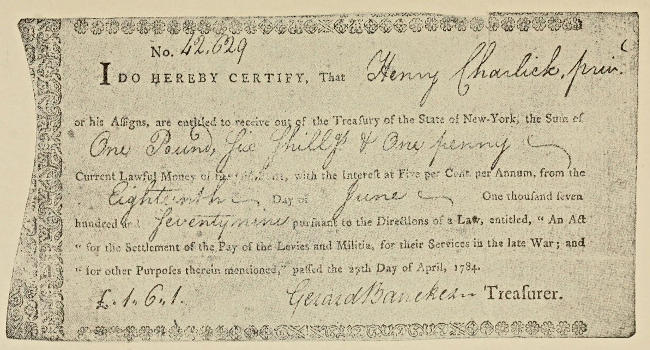 No. 42.629
I DO HEREBY CERTIFY, That Henry Charlick, priv.t
or his Assigns, are entitled to receive out of the Treasury of the State of New-York, the Sum of
One Pound, Six Shill.gs & One penny
Current Lawful Money of the said State, with the Interest at Five per Cent. per Annum, from the
Eighteenth Day of June One thousand seven
hundred and Seventynine pursuant to the Directions of a Law, entitled, “ An Act
“ for the Settlement of the Pay of the Levies and Militia, for their Services in the late War; and
“ for other Purposes therein mentioned,” passed the 27th Day of April, 1784.
£. 1. 6. 1. Gerard Bancker Treasurer.